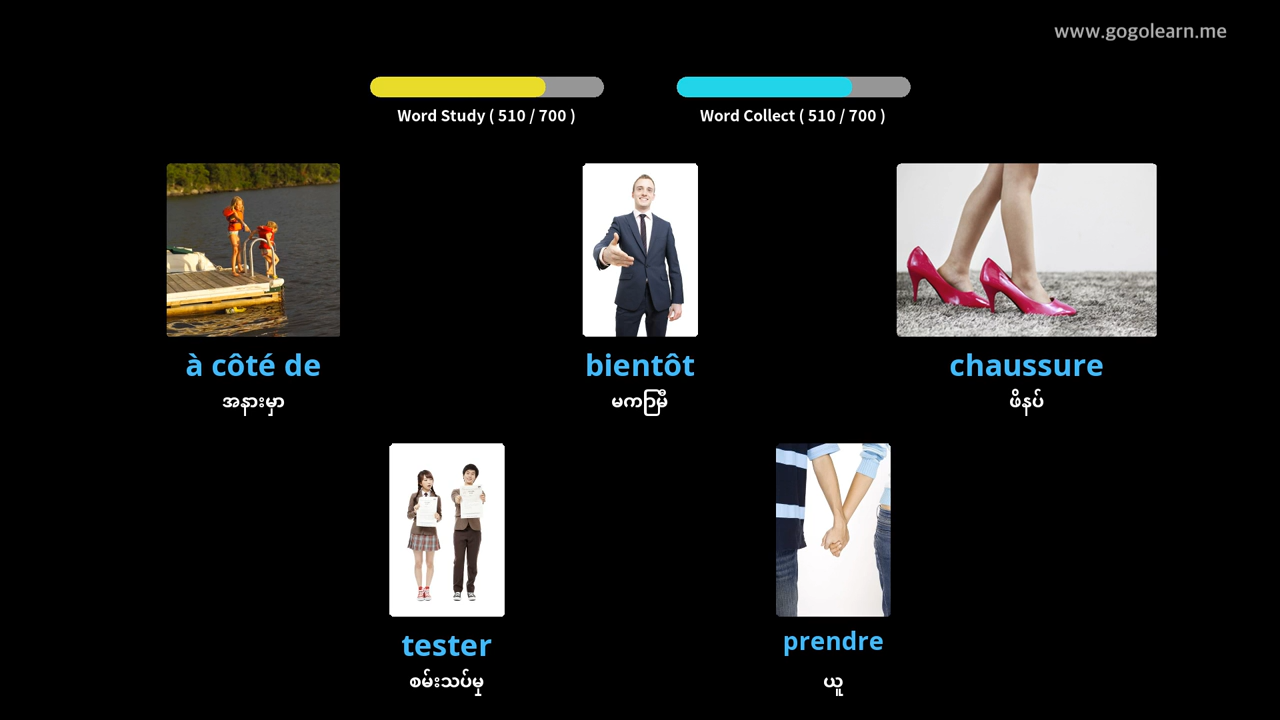 www.gogolearn.me
Word Study ( 510 / 700 )
Word Collect ( 510 / 700 )
à côté de
အနားမှာ
bientôt
မကြာမြီ
chaussure
ဖိနပ်
tester
စမ်းသပ်မှု
prendre
ယူ